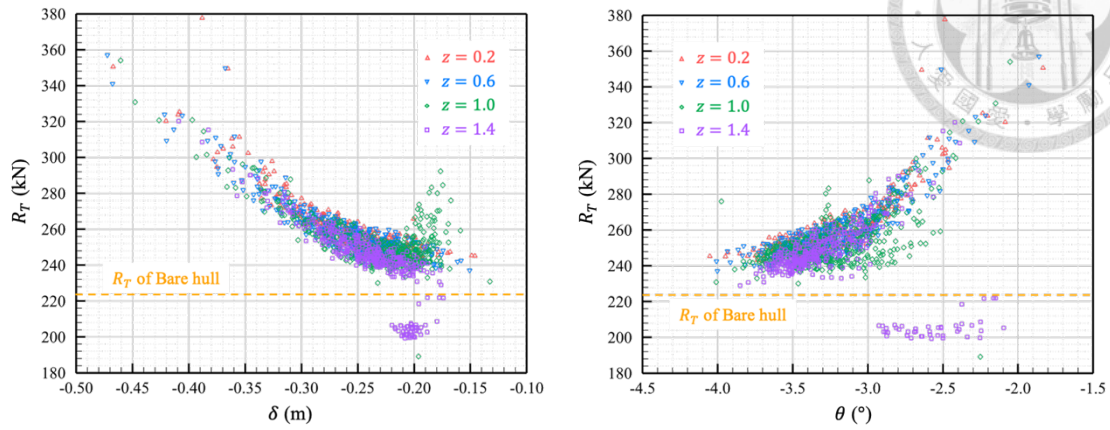 380
360
340
320
300
280
260
240
220
200
180
R_T (kN)
z = 0.2
z = 0.6
z = 1.0
z = 1.4
R_T of Bare hull
-0.50 -0.45 -0.40 -0.35 -0.30 -0.25 -0.20 -0.15 -0.10
δ (m)
380
360
340
320
300
280
260
240
220
200
180
R_T (kN)
z = 0.2
z = 0.6
z = 1.0
z = 1.4
R_T of Bare hull
-4.5 -4.0 -3.5 -3.0 -2.5 -2.0 -1.5
θ (°)